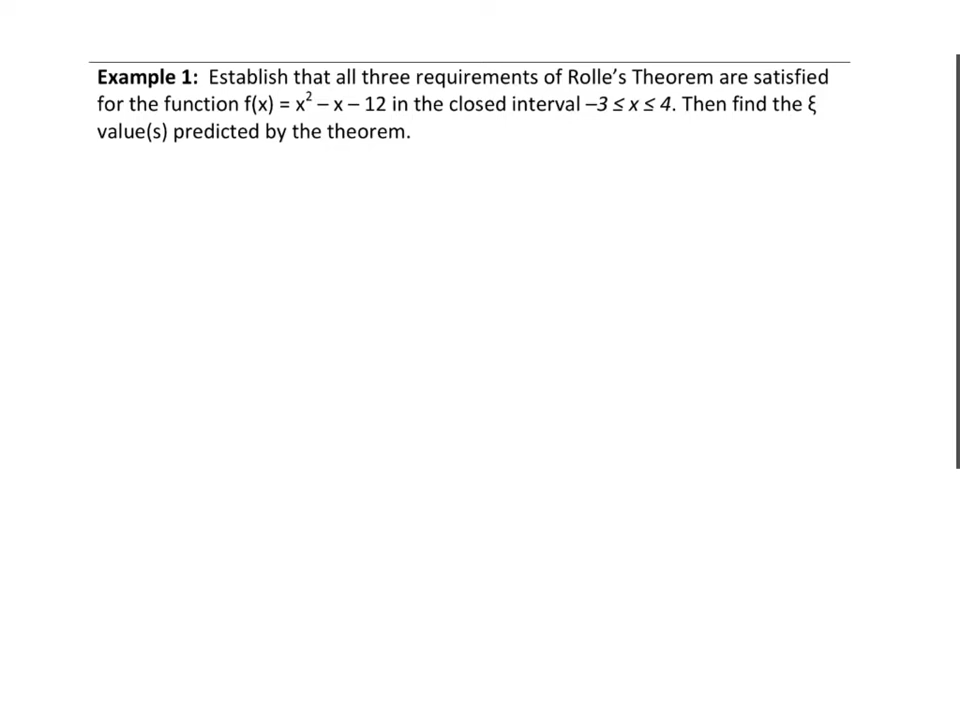 Example 1: Establish that all three requirements of Rolle's Theorem are satisfied
for the function f(x) = x² – x – 12 in the closed interval –3 ≤ x ≤ 4. Then find the ξ
value(s) predicted by the theorem.